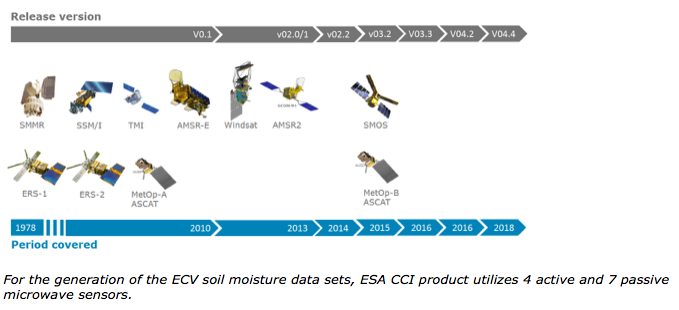 Release version
V0.1 v02.0/1 v02.2 v03.2 V03.3 V04.2 V04.4
SMMR SSM/I TMI AMSR-E Windsat AMSR2 SMOS
ERS-1 ERS-2 MetOp-A MetOp-B
ASCAT ASCAT
1978 2010 2013 2014 2015 2016 2016 2018
Period covered
For the generation of the ECV soil moisture data sets, ESA CCI product utilizes 4 active and 7 passive
microwave sensors.